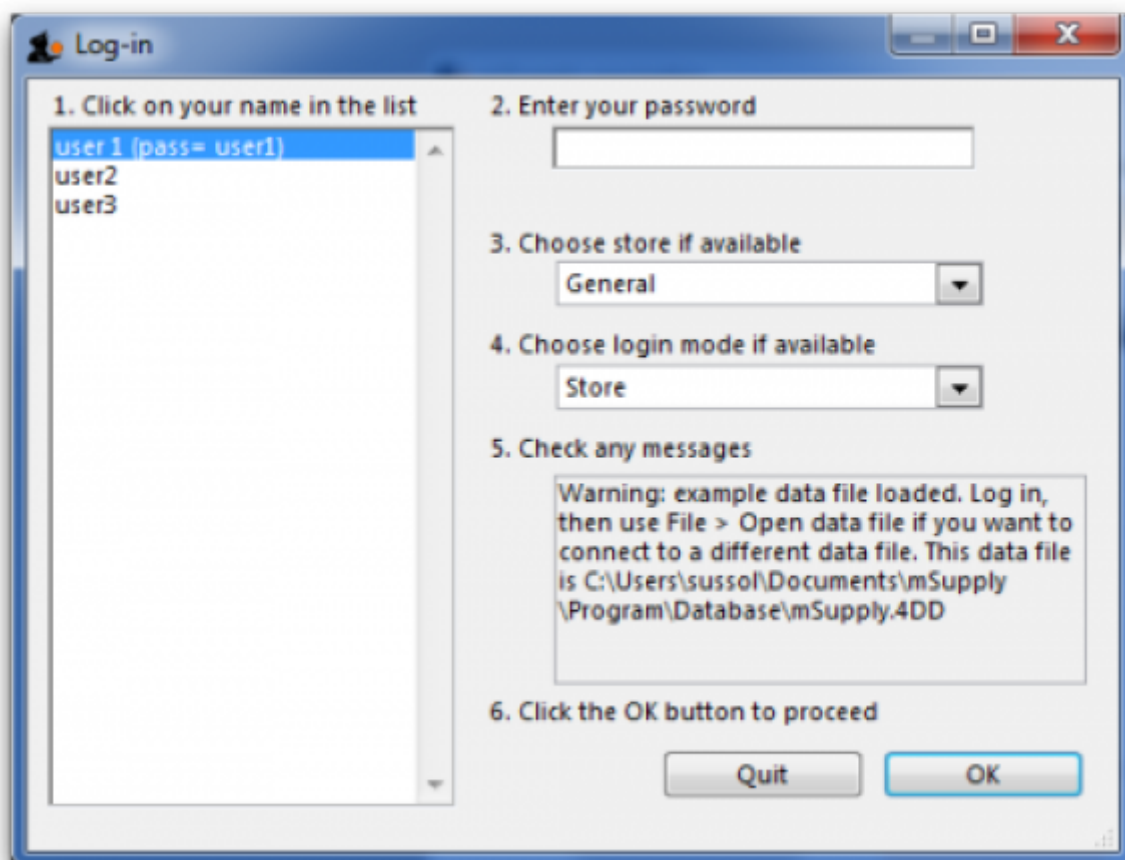 Log-in
1. Click on your name in the list
user 1 (pass= user1)
user2
user3
2. Enter your password
3. Choose store if available
General
4. Choose login mode if available
Store
5. Check any messages
Warning: example data file loaded. Log in,
then use File > Open data file if you want to
connect to a different data file. This data file
is C:\Users\sussol\Documents\mSupply
\Program\Database\mSupply.4DD
6. Click the OK button to proceed
Quit
OK